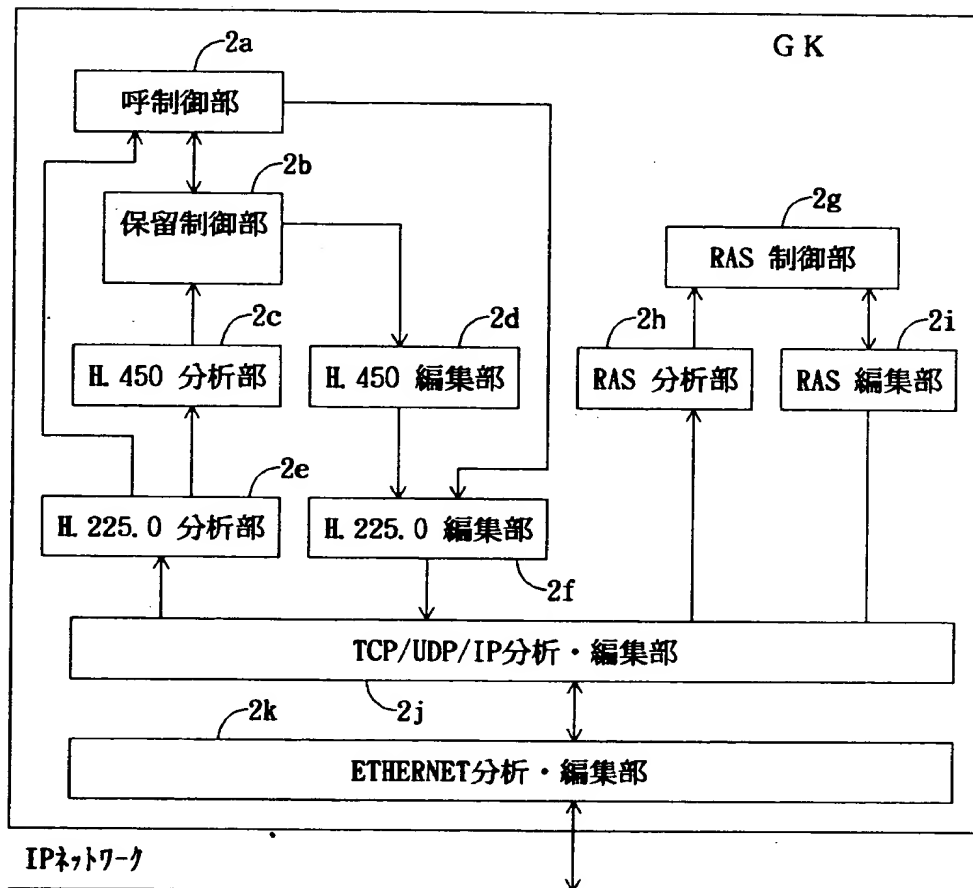 GK
2a
呼制御部
2b
保留制御部
2g
RAS 制御部
2c
2d
2h
2i
H.450 分析部
H.450 編集部
RAS 分析部
RAS 編集部
2e
H.225.0 分析部
H.225.0 編集部
2f
TCP/UDP/IP分析・編集部
2j
2k
ETHERNET分析・編集部
IPネットワーク